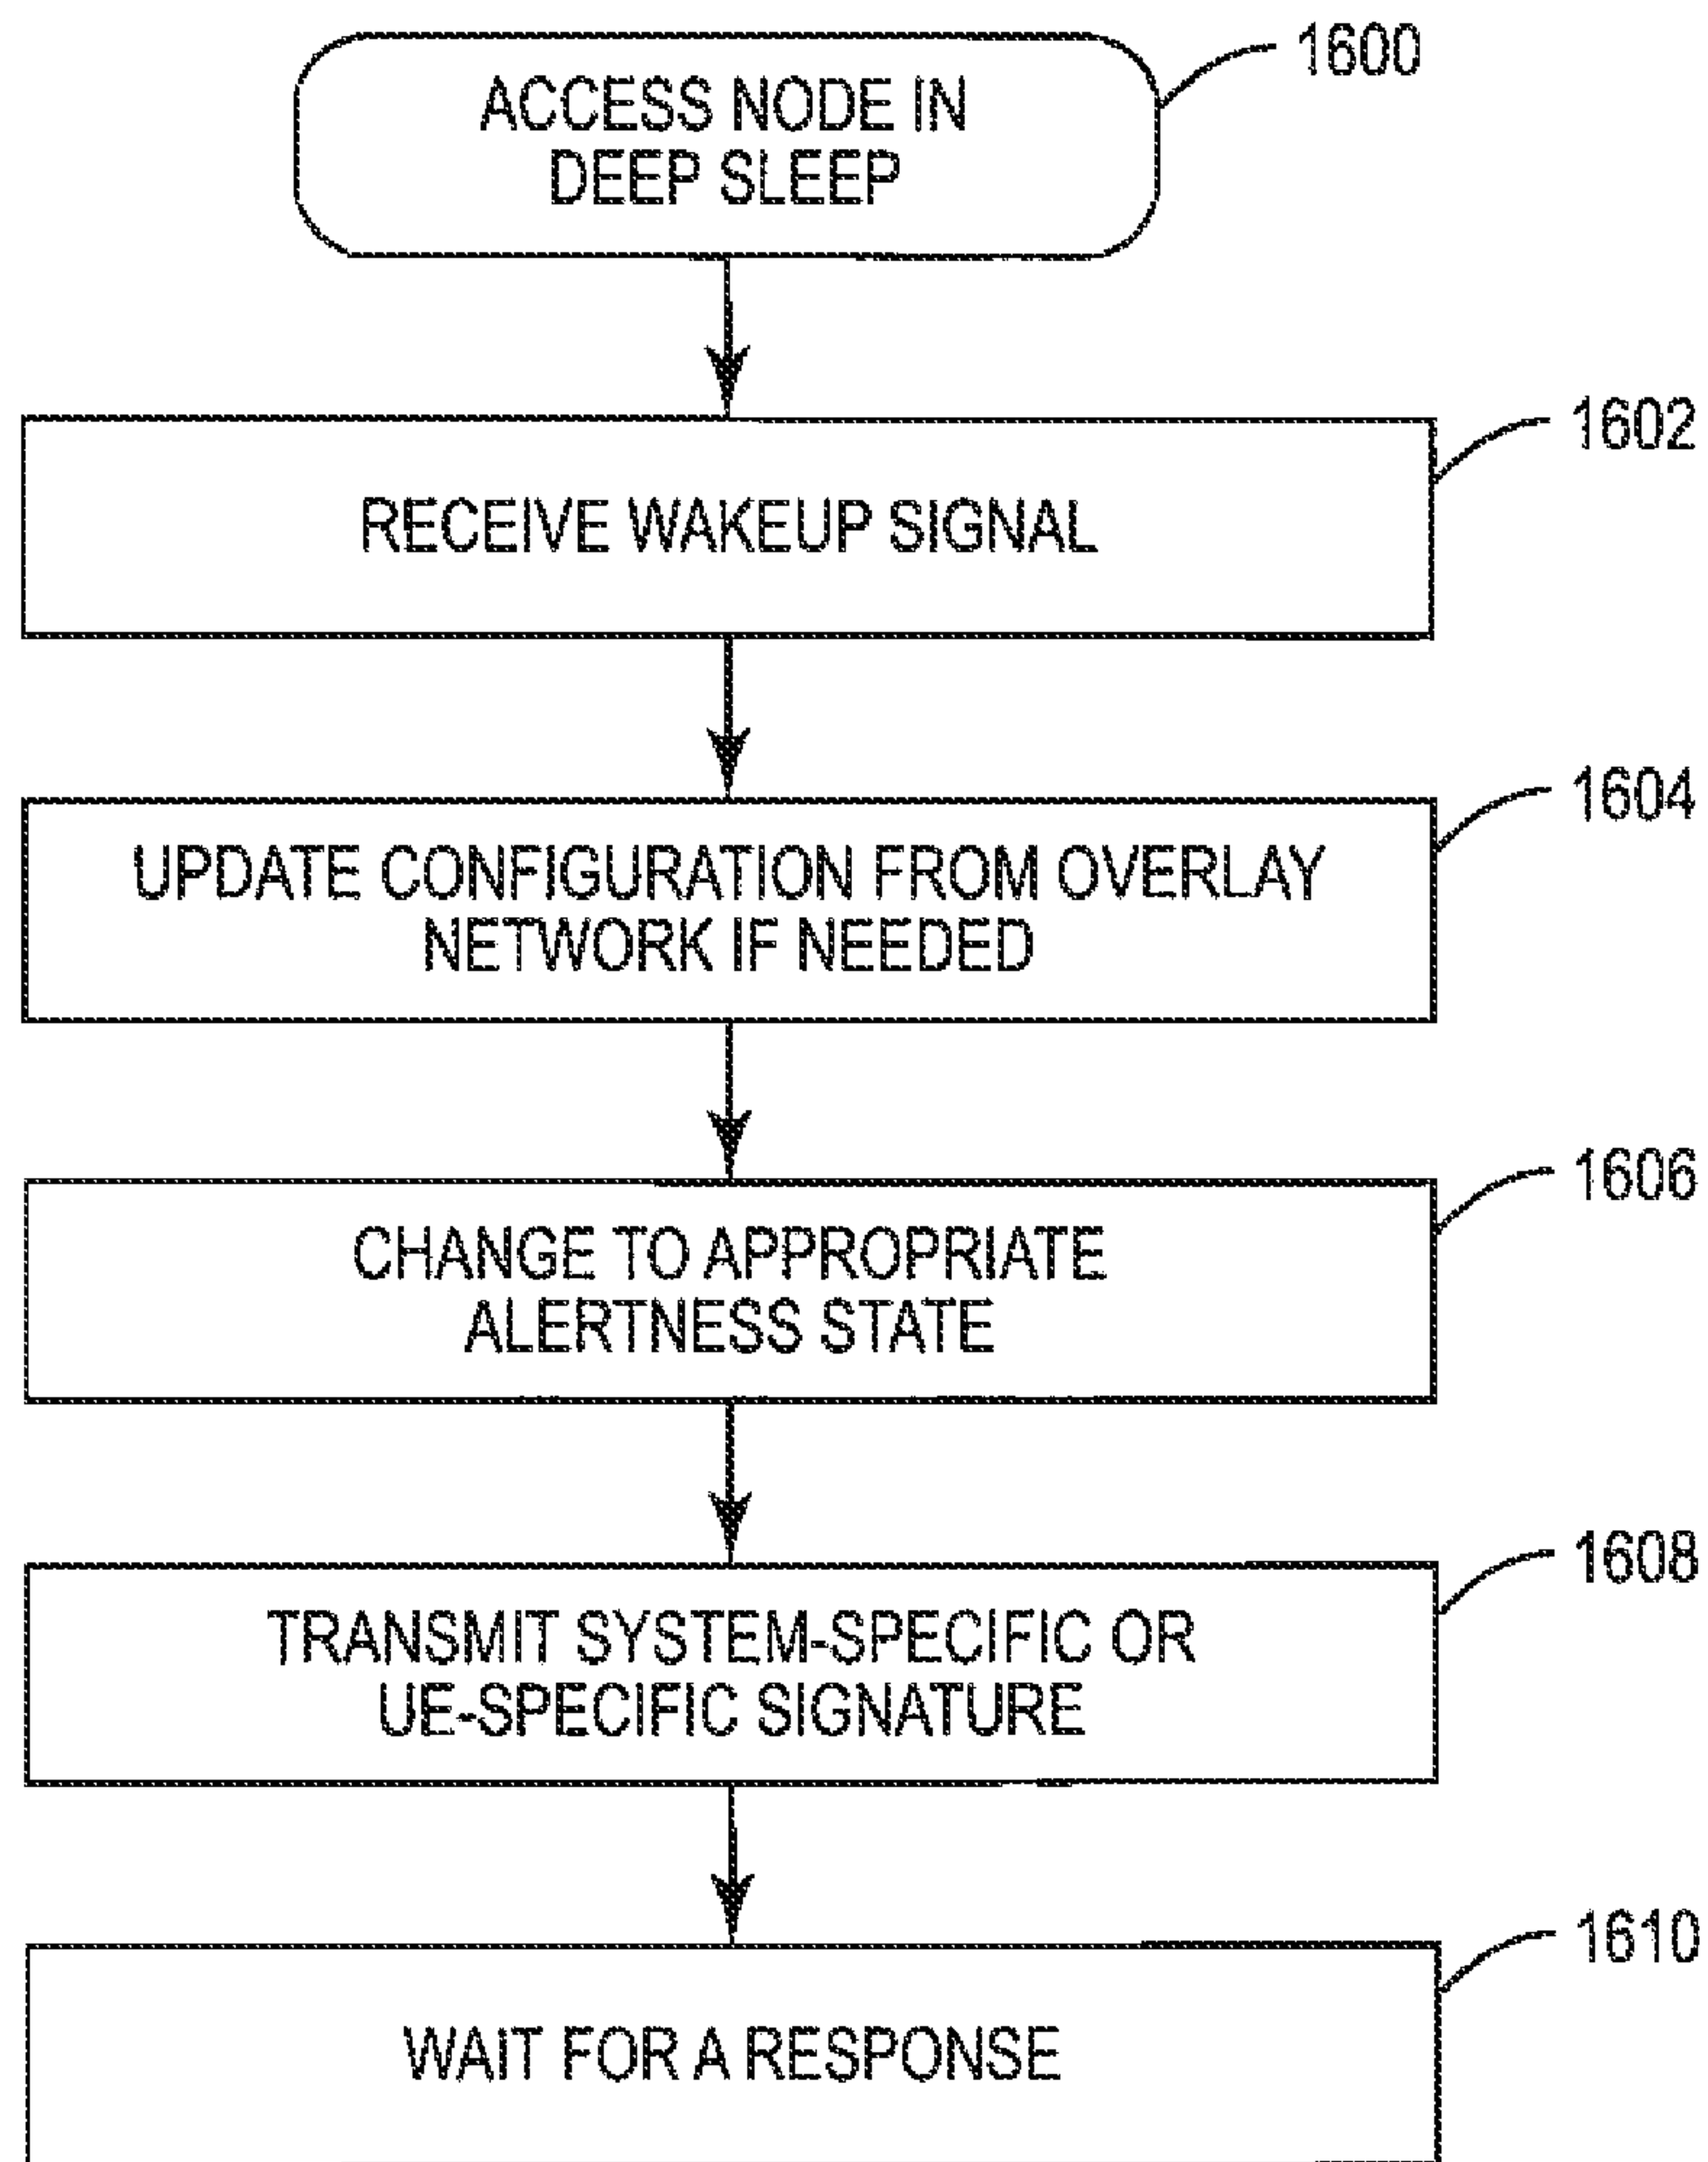 1600
ACCESS NODE IN
DEEP SLEEP
1602
RECEIVE WAKEUP SIGNAL
1604
UPDATE CONFIGURATION FROM OVERLAY
NETWORK IF NEEDED
1606
CHANGE TO APPROPRIATE
ALERTNESS STATE
1608
TRANSMIT SYSTEM-SPECIFIC OR
UE-SPECIFIC SIGNATURE
1610
WAIT FOR A RESPONSE